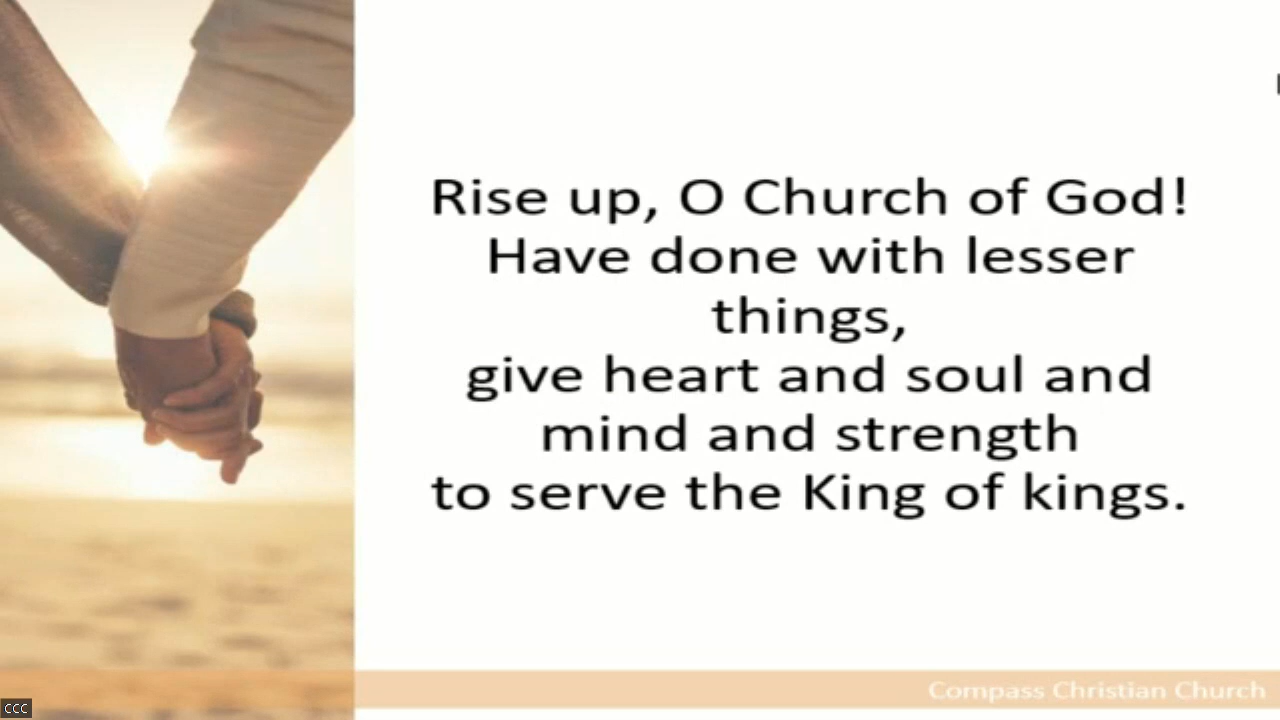 Rise up, O Church of God!
Have done with lesser
things,
give heart and soul and
mind and strength
to serve the King of kings.
Compass Christian Church
CCC